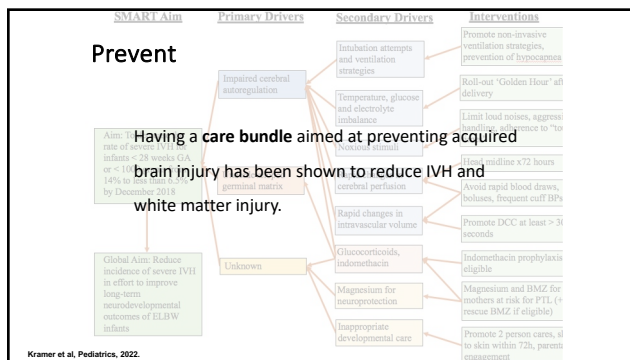 SMART Aim
Primary Drivers
Secondary Drivers
Interventions
Prevent
Having a care bundle aimed at preventing acquired
brain injury has been shown to reduce IVH and
white matter injury.
Impaired cerebral
autoregulation
germinal matrix
Unknown
Aim: To
rate of severe IVH for
infants < 28 weeks GA
or < 100
14% to less than 6.5%
by December 2018
Global Aim: Reduce
incidence of severe IVH
in effort to improve
long-term
neurodevelopmental
outcomes of ELBW
infants
Intubation attempts
and ventilation
strategies
Temperature, glucose
and electrolyte
imbalance
Noxious stimuli
cerebral perfusion
Rapid changes in
intravascular volume
Glucocorticoids,
indomethacin
Magnesium for
neuroprotection
Inappropriate
developmental care
Promote non-invasive
ventilation strategies,
prevention of hypocapnea
Roll-out 'Golden Hour'
delivery
Limit loud noises,
handling, adherence to
Head midline x72 hours
Avoid rapid blood draws,
boluses, frequent cuff BPs
Promote DCC at least >
seconds
Indomethacin prophylaxis
eligible
Magnesium and BMZ for
mothers at risk for PTL (+
rescue BMZ if eligible)
Promote 2 person cares,
to skin within 72h,
engagement
Kramer et al, Pediatrics, 2022.